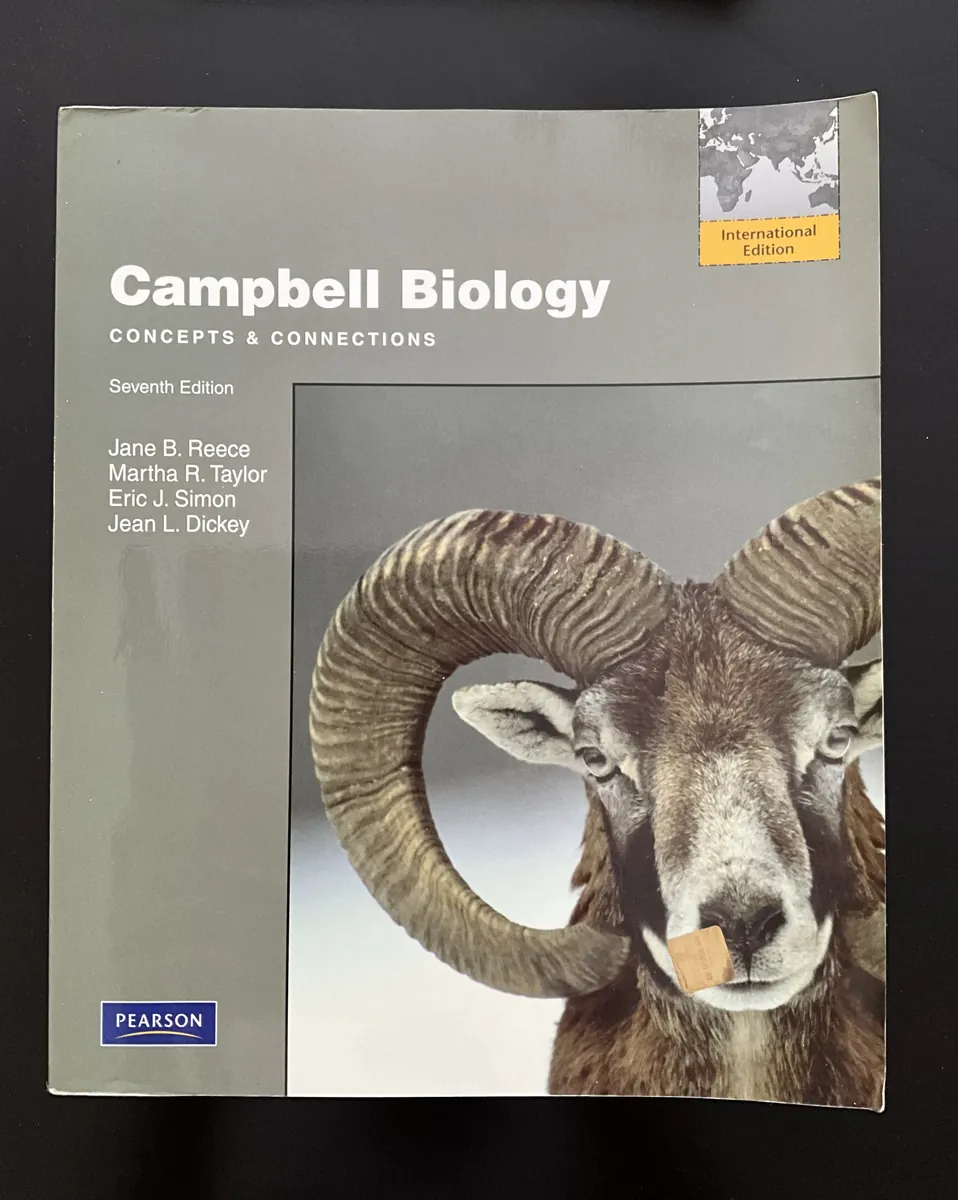 International
Edition
Campbell Biology
CONCEPTS & CONNECTIONS
Seventh Edition
Jane B. Reece
Martha R. Taylor
Eric J. Simon
Jean L. Dickey
PEARSON